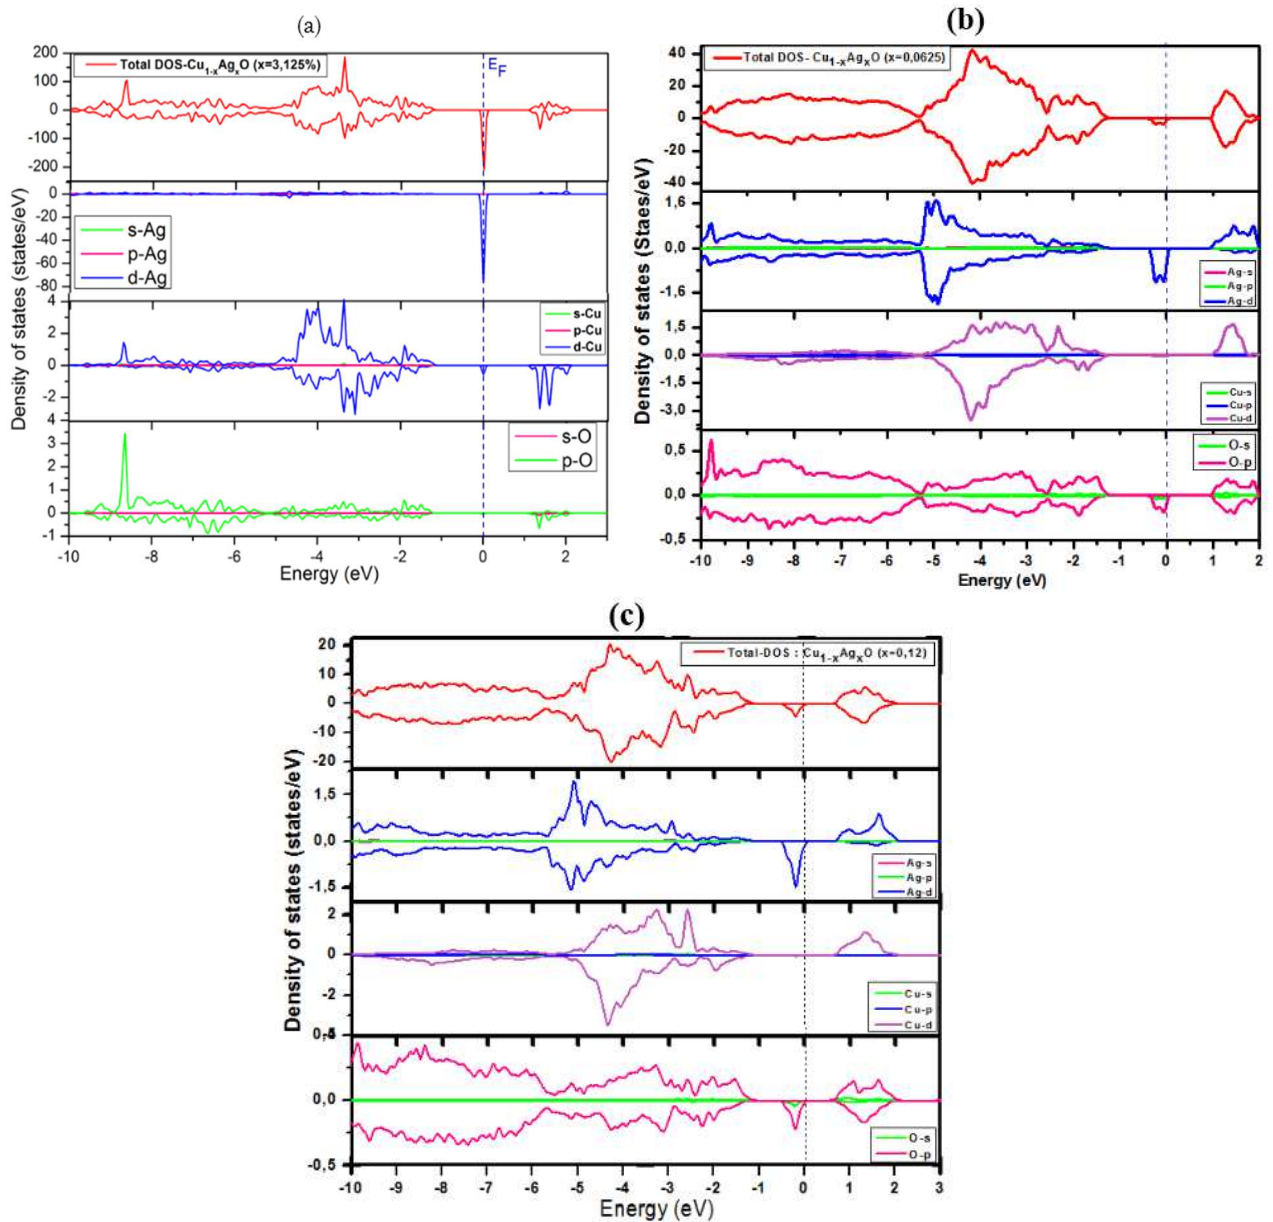 (a)
200
100
0
-100
-200
Total DOS-Cu1-xAgxO (x=3,125%)
EF
0
-20
-40
-60
-80
s-Ag
p-Ag
d-Ag
4
2
0
-2
4
s-Cu
p-Cu
d-Cu
3
2
1
0
-1
s-O
p-O
-10 -8 -6 -4 -2 0 2
Energy (eV)
Density of states (states/eV)
(b)
40
20
0
-20
-40
Total DOS- Cu1-xAgxO (x=0,0625)
1.6
0,0
-1.6
Ag-s
Ag-p
Ag-d
1.5
0.0
-1.5
-3.0
Cu-s
Cu-p
Cu-d
0.5
0.0
-0.5
O-s
O-p
-10 -9 -8 -7 -6 -5 -4 -3 -2 -1 0 1 2
Energy (eV)
Density of states (Staes/eV)
(c)
20
10
0
-10
-20
Total-DOS : Cu1-xAgxO (x=0,12)
1.5
0,0
-1.5
Ag-s
Ag-p
Ag-d
2
0
-2
Cu-s
Cu-p
Cu-d
0,0
-0,5
O-s
O-p
-10 -9 -8 -7 -6 -5 -4 -3 -2 -1 0 1 2 3
Energy (eV)
Density of states (states/eV)